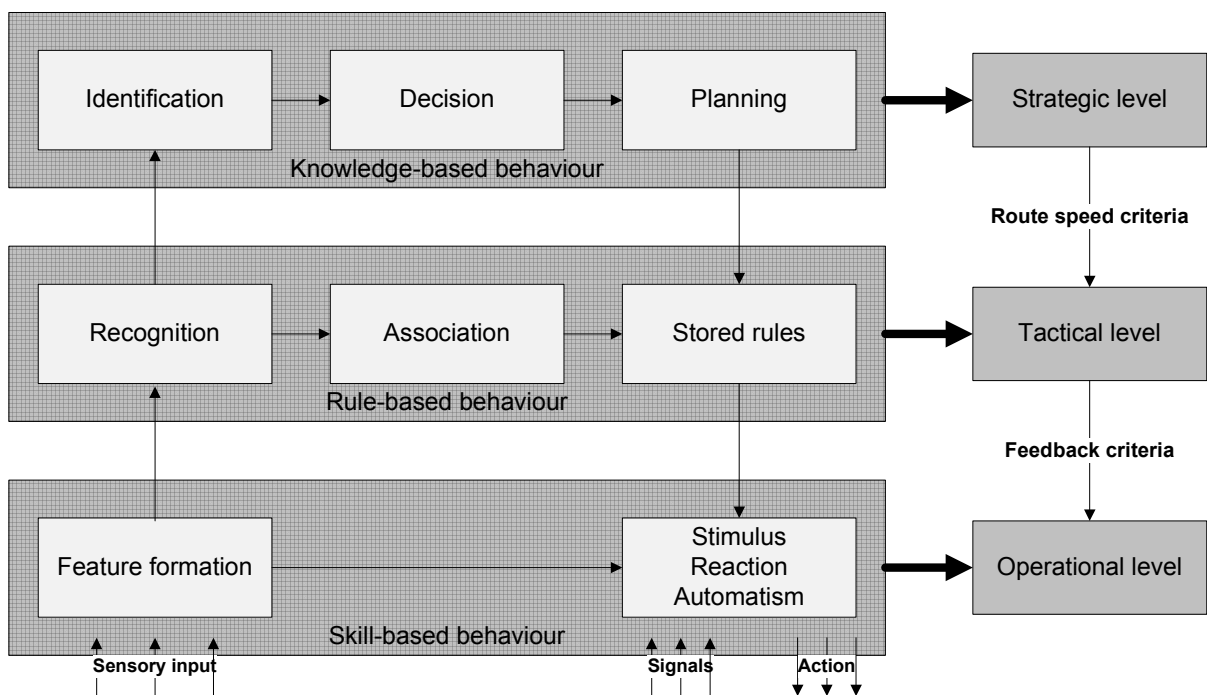 Identification
Decision
Planning
Strategic level
Knowledge-based behaviour
Route speed criteria
Recognition
Association
Stored rules
Tactical level
Rule-based behaviour
Feedback criteria
Feature formation
Stimulus
Reaction
Automatism
Operational level
Skill-based behaviour
Sensory input
Signals
Action